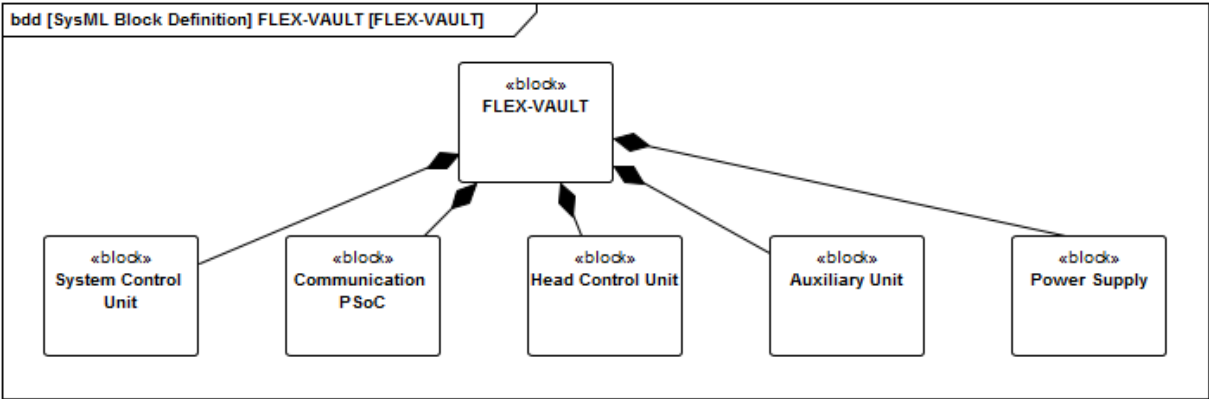 bdd [SysML Block Definition] FLEX-VAULT [FLEX-VAULT]
«block»
FLEX-VAULT
«block»
System Control
Unit
«block»
Communication
PSoC
«block»
Head Control Unit
«block»
Auxiliary Unit
«block»
Power Supply